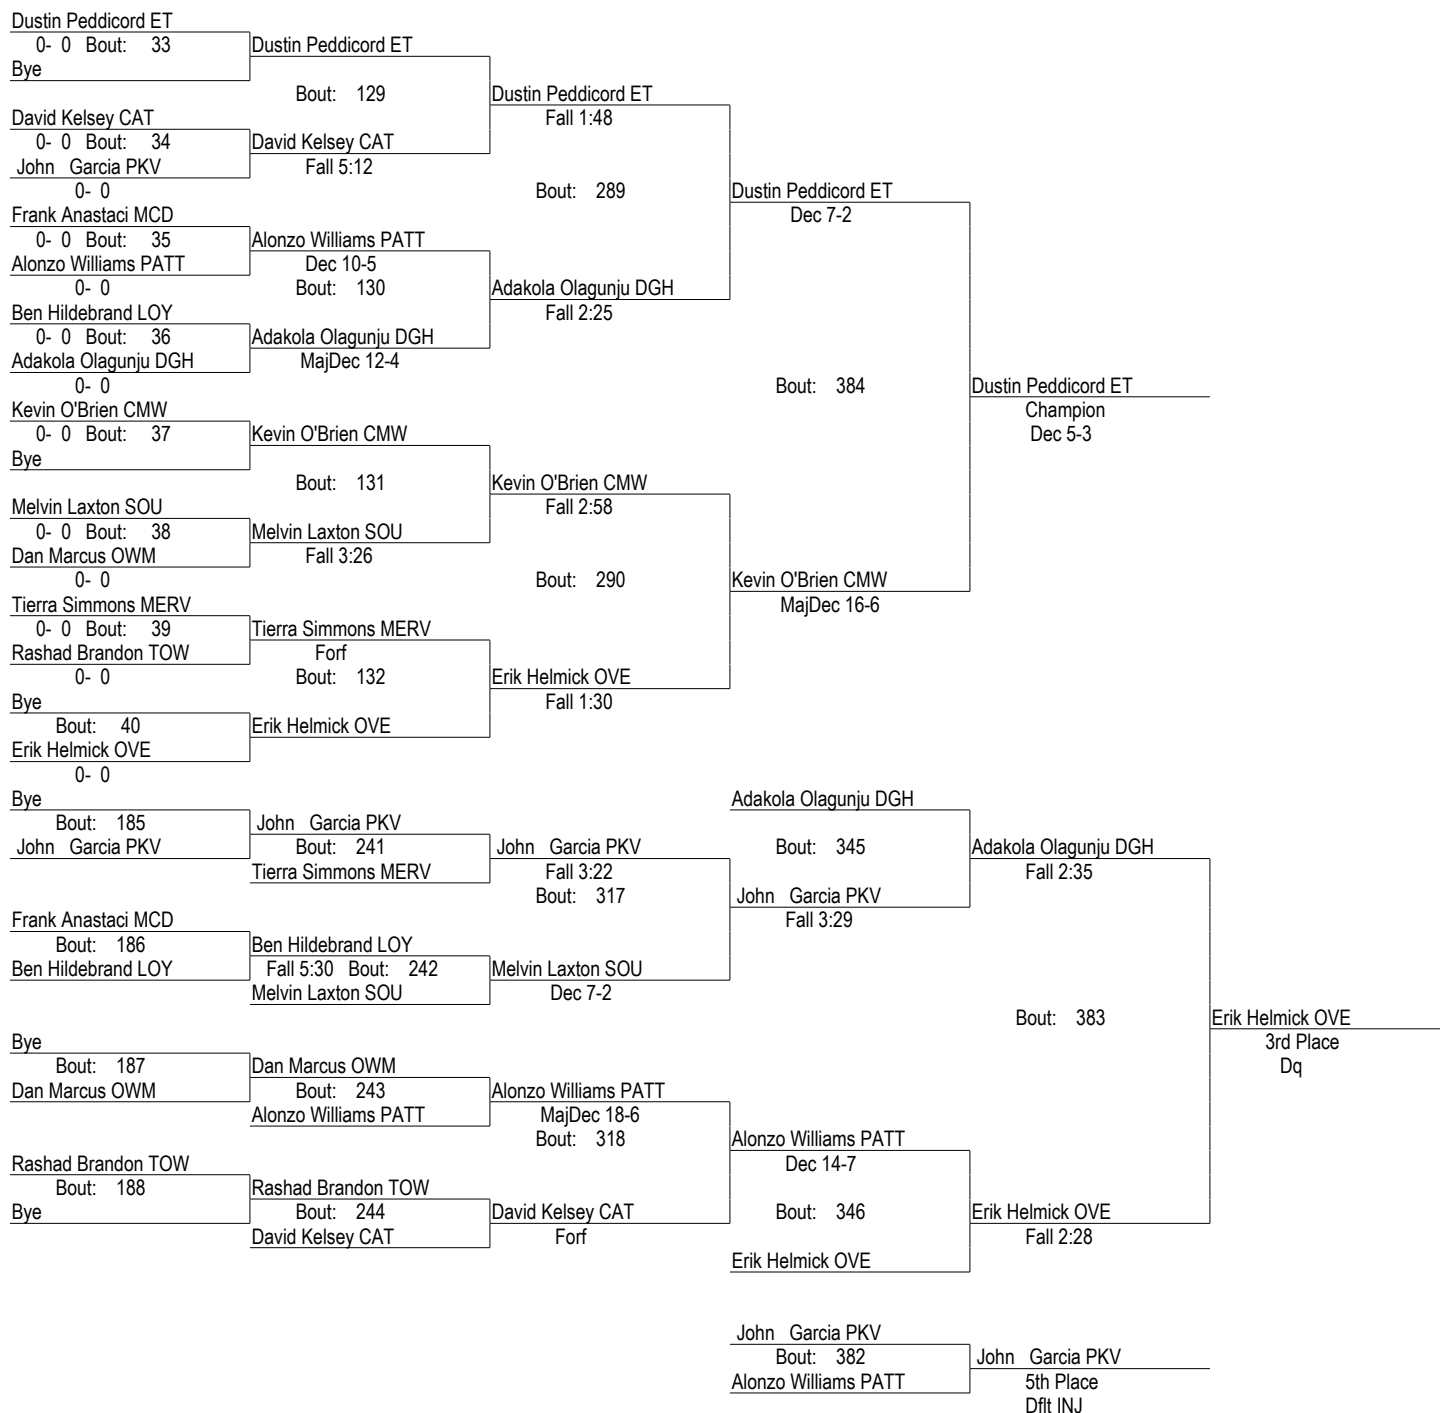 Dustin Peddicord ET
0- 0 Bout: 33 Dustin Peddicord ET
Bye
Bout: 129 Dustin Peddicord ET
David Kelsey CAT Fall 1:48
0- 0 Bout: 34 David Kelsey CAT
John Garcia PKV Fall 5:12
0- 0 Bout: 289 Dustin Peddicord ET
Frank Anastaci MCD Dec 7-2
0- 0 Bout: 35 Alonzo Williams PATT
Alonzo Williams PATT Dec 10-5
0- 0 Bout: 130 Adakola Olagunju DGH
Ben Hildebrand LOY Fall 2:25
0- 0 Bout: 36 Adakola Olagunju DGH
Adakola Olagunju DGH MajDec 12-4
0- 0 Bout: 384 Dustin Peddicord ET
Kevin O'Brien CMW Champion
0- 0 Bout: 37 Kevin O'Brien CMW Dec 5-3
Bye
Bout: 131 Kevin O'Brien CMW
Melvin Laxton SOU Fall 2:58
0- 0 Bout: 38 Melvin Laxton SOU
Dan Marcus OWM Fall 3:26
0- 0 Bout: 290 Kevin O'Brien CMW
Tierra Simmons MERV MajDec 16-6
0- 0 Bout: 39 Tierra Simmons MERV
Rashad Brandon TOW Forf
0- 0 Bout: 132 Erik Helmick OVE
Bye Fall 1:30
Bout: 40 Erik Helmick OVE
Erik Helmick OVE
0- 0
Bye Adakola Olagunju DGH
Bout: 185 John Garcia PKV
John Garcia PKV Bout: 241 John Garcia PKV Bout: 345 Adakola Olagunju DGH
Tierra Simmons MERV Fall 3:22 Fall 2:35
Bout: 317 John Garcia PKV
Frank Anastaci MCD Fall 3:29
Bout: 186 Ben Hildebrand LOY
Ben Hildebrand LOY Fall 5:30 Bout: 242 Melvin Laxton SOU
Melvin Laxton SOU Dec 7-2
Bout: 383 Erik Helmick OVE
Bye 3rd Place
Bout: 187 Dan Marcus OWM Dq
Dan Marcus OWM Bout: 243 Alonzo Williams PATT
Alonzo Williams PATT MajDec 18-6
Bout: 318 Alonzo Williams PATT
Rashad Brandon TOW Dec 14-7
Bout: 188 Rashad Brandon TOW
Bye Bout: 244 David Kelsey CAT Bout: 346 Erik Helmick OVE
David Kelsey CAT Forf Fall 2:28
Erik Helmick OVE
John Garcia PKV
Bout: 382 John Garcia PKV
Alonzo Williams PATT 5th Place
Dflt INJ